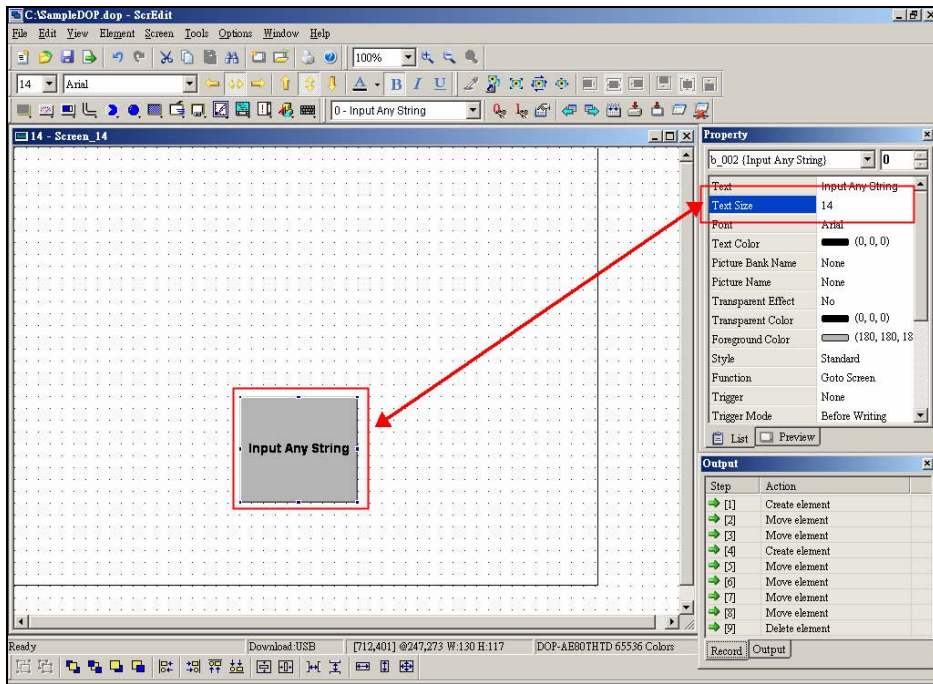 C:\SampleDOP.dop - ScrEdit
File Edit View Element Screen Tools Options Window Help
100%
14 Arial A B I U
0 - Input Any String
14 - Screen_14
Input Any String
Property
b_002 {Input Any String} 0
Text Input Any String
Text Size 14
Font Arial
Text Color (0, 0, 0)
Picture Bank Name None
Picture Name None
Transparent Effect No
Transparent Color (0, 0, 0)
Foreground Color (180, 180, 18
Style Standard
Function Goto Screen
Trigger None
Trigger Mode Before Writing
List Preview
Output
Step Action
[1] Create element
[2] Move element
[3] Move element
[4] Create element
[5] Move element
[6] Move element
[7] Move element
[8] Move element
[9] Delete element
Record Output
Ready Download:USB [712,401] @247,273 W:130 H:117 DOP-AE80THTD 65536 Colors